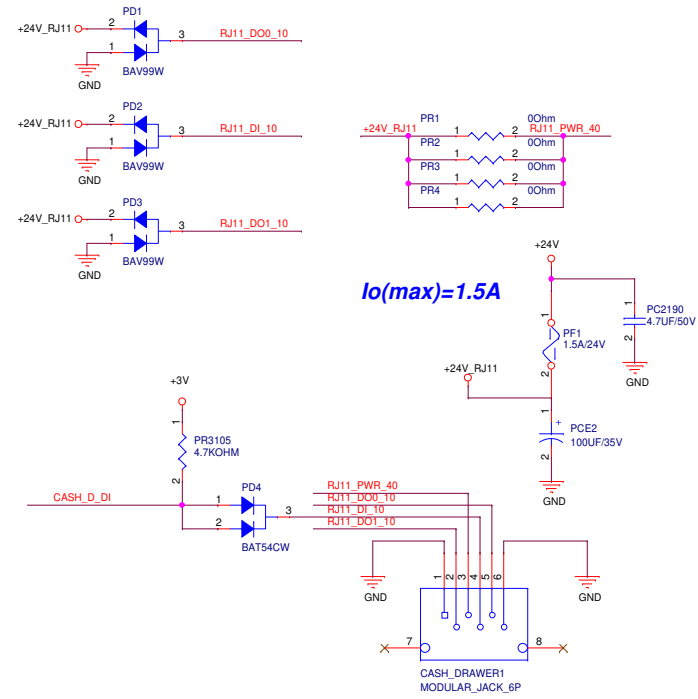 PD1
+24V_RJ11
2
1
3
RJ11_DO0_10
GND
BAV99W
PD2
+24V_RJ11
2
1
3
RJ11_DI_10
GND
BAV99W
PD3
+24V_RJ11
2
1
3
RJ11_DO1_10
GND
BAV99W
PR1
0Ohm
+24V_RJ11
1
2
RJ11_PWR_40
PR2
0Ohm
1
2
PR3
0Ohm
1
2
PR4
0Ohm
1
2
Io(max)=1.5A
+24V
1
PC2190
4.7UF/50V
2
GND
1
PF1
1.5A/24V
2
+24V_RJ11
1
+
PCE2
100UF/35V
2
GND
+3V
1
PR3105
4.7KOHM
2
CASH_D_DI
PD4
1
2
3
BAT54CW
RJ11_PWR_40
RJ11_DO0_10
RJ11_DI_10
RJ11_DO1_10
GND
GND
1
2
3
4
5
6
7
8
CASH_DRAWER1
MODULAR_JACK_6P